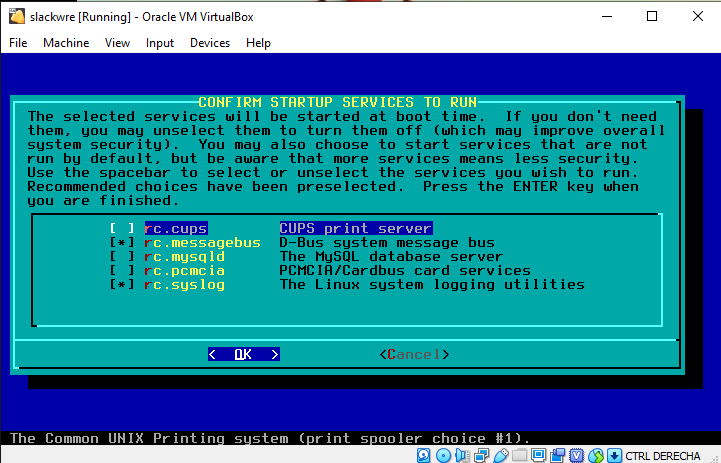 slackwre [Running] - Oracle VM VirtualBox
File Machine View Input Devices Help
CONFIRM STARTUP SERVICES TO RUN
The selected services will be started at boot time.  If you don't need
them, you may unselect them to turn them off (which may improve overall
system security).  You may also choose to start services that are not
run by default, but be aware that more services means less security.
Use the spacebar to select or unselect the services you wish to run.
Recommended choices have been preselected.  Press the ENTER key when
you are finished.
[ ] rc.cups CUPS print server
[*] rc.messagebus D-Bus system message bus
[ ] rc.mysqld The MySQL database server
[ ] rc.pcmcia PCMCIA/Cardbus card services
[*] rc.syslog The Linux system logging utilities
< OK > <Cancel>
The Common UNIX Printing system (print spooler choice #1).
CTRL DERECHA